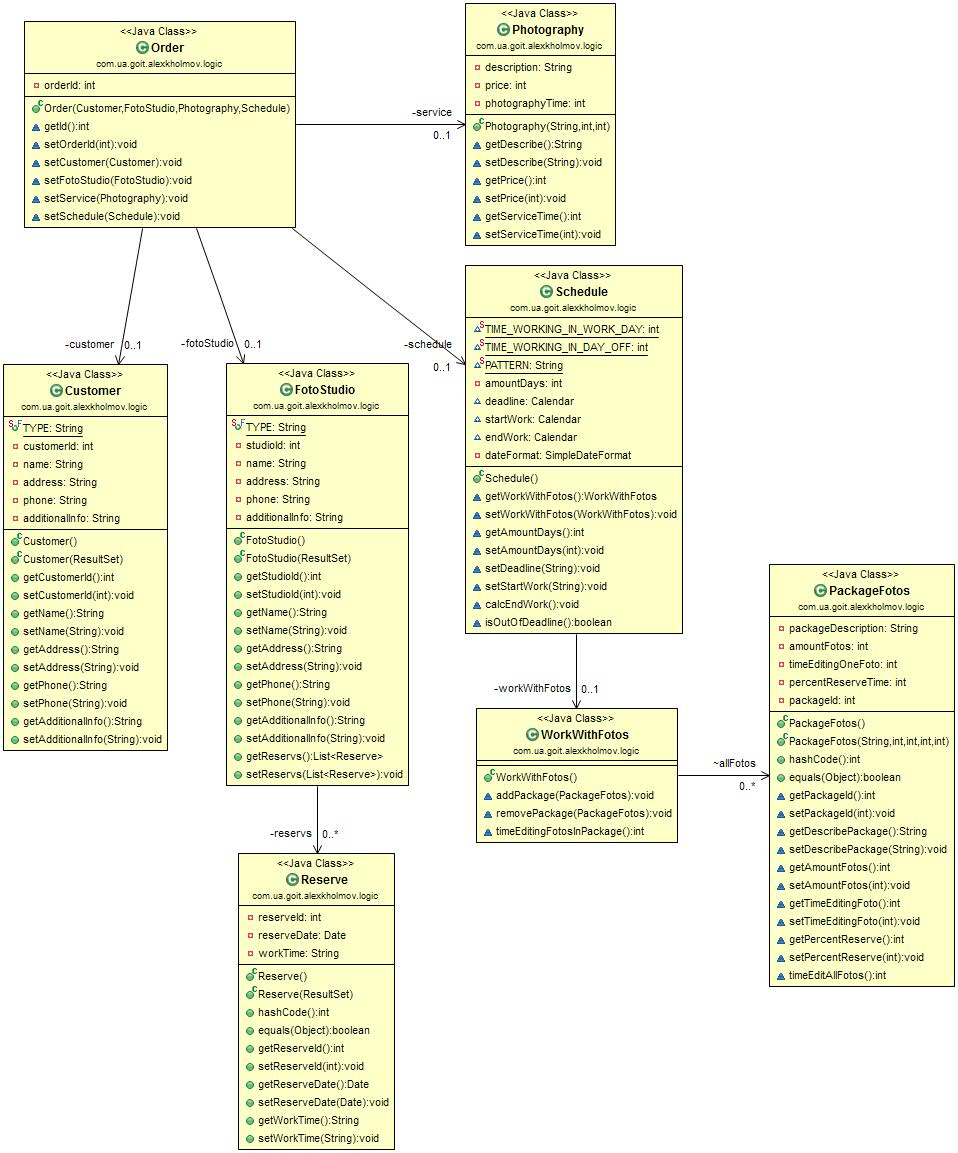 <<Java Class>>
Order
com.ua.goit.alexkholmov.logic
orderId: int
Order(Customer,FotoStudio,Photography,Schedule)
getId():int
setOrderId(int):void
setCustomer(Customer):void
setFotoStudio(FotoStudio):void
setService(Photography):void
setSchedule(Schedule):void
-service
0..1
<<Java Class>>
Photography
com.ua.goit.alexkholmov.logic
description: String
price: int
photographyTime: int
Photography(String,int,int)
getDescribe():String
setDescribe(String):void
getPrice():int
setPrice(int):void
getServiceTime():int
setServiceTime(int):void
-customer
0..1
-fotoStudio
0..1
-schedule
0..1
<<Java Class>>
Schedule
com.ua.goit.alexkholmov.logic
TIME_WORKING_IN_WORK_DAY: int
TIME_WORKING_IN_DAY_OFF: int
PATTERN: String
amountDays: int
deadline: Calendar
startWork: Calendar
endWork: Calendar
dateFormat: SimpleDateFormat
Schedule()
getWorkWithFotos():WorkWithFotos
setWorkWithFotos(WorkWithFotos):void
getAmountDays():int
setAmountDays(int):void
setDeadline(String):void
setStartWork(String):void
calcEndWork():void
isOutOfDeadline():boolean
<<Java Class>>
Customer
com.ua.goit.alexkholmov.logic
TYPE: String
customerId: int
name: String
address: String
phone: String
additionalInfo: String
Customer()
Customer(ResultSet)
getCustomerId():int
setCustomerId(int):void
getName():String
setName(String):void
getAddress():String
setAddress(String):void
getPhone():String
setPhone(String):void
getAdditionalInfo():String
setAdditionalInfo(String):void
<<Java Class>>
FotoStudio
com.ua.goit.alexkholmov.logic
TYPE: String
studioId: int
name: String
address: String
phone: String
additionalInfo: String
FotoStudio()
FotoStudio(ResultSet)
getStudioId():int
setStudioId(int):void
getName():String
setName(String):void
getAddress():String
setAddress(String):void
getPhone():String
setPhone(String):void
getAdditionalInfo():String
setAdditionalInfo(String):void
getReservs():List<Reserve>
setReservs(List<Reserve>):void
-workWithFotos
0..1
<<Java Class>>
WorkWithFotos
com.ua.goit.alexkholmov.logic
WorkWithFotos()
addPackage(PackageFotos):void
removePackage(PackageFotos):void
timeEditingFotosInPackage():int
~allFotos
0..*
<<Java Class>>
PackageFotos
com.ua.goit.alexkholmov.logic
packageDescription: String
amountFotos: int
timeEditingOneFoto: int
percentReserveTime: int
packageId: int
PackageFotos()
PackageFotos(String,int,int,int,int)
hashCode():int
equals(Object):boolean
getPackageId():int
setPackageId(int):void
getDescribePackage():String
setDescribePackage(String):void
getAmountFotos():int
setAmountFotos(int):void
getTimeEditingFoto():int
setTimeEditingFoto(int):void
getPercentReserve():int
setPercentReserve(int):void
timeEditAllFotos():int
-reservs
0..*
<<Java Class>>
Reserve
com.ua.goit.alexkholmov.logic
reserveId: int
reserveDate: Date
workTime: String
Reserve()
Reserve(ResultSet)
hashCode():int
equals(Object):boolean
getReserveId():int
setReserveId(int):void
getReserveDate():Date
setReserveDate(Date):void
getWorkTime():String
setWorkTime(String):void